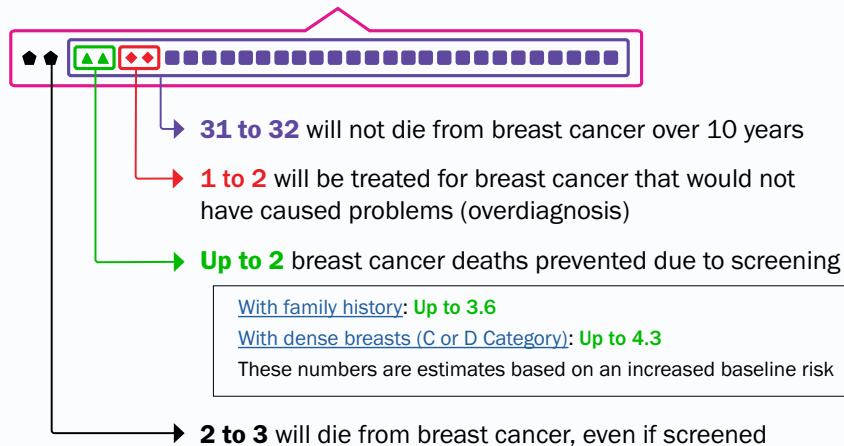 31 to 32 will not die from breast cancer over 10 years
1 to 2 will be treated for breast cancer that would not
have caused problems (overdiagnosis)
Up to 2 breast cancer deaths prevented due to screening
With family history: Up to 3.6
With dense breasts (C or D Category): Up to 4.3
These numbers are estimates based on an increased baseline risk
2 to 3 will die from breast cancer, even if screened